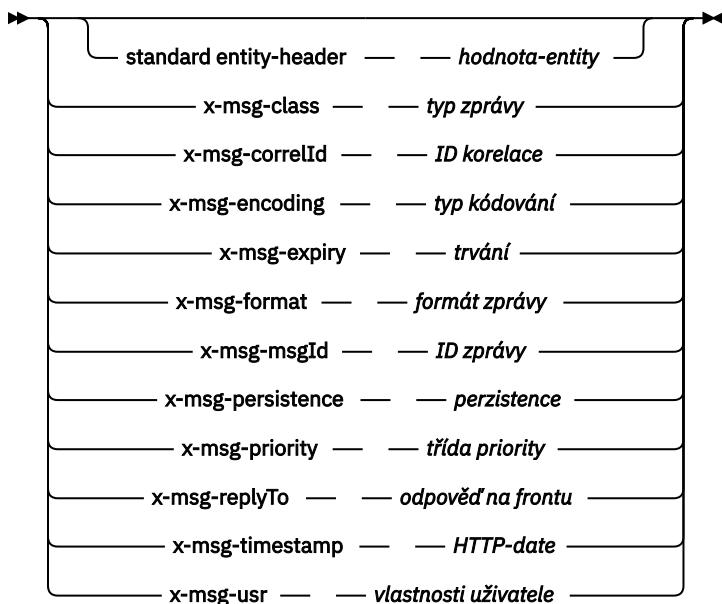 standard entity-header hodnota-entity
x-msg-class typ zprávy
x-msg-correlId ID korelace
x-msg-encoding typ kódování
x-msg-expiry trvání
x-msg-format formát zprávy
x-msg-msgId ID zprávy
x-msg-persistence perzistence
x-msg-priority třída priority
x-msg-replyTo odpověď na frontu
x-msg-timestamp HTTP-date
x-msg-usr vlastnosti uživatele